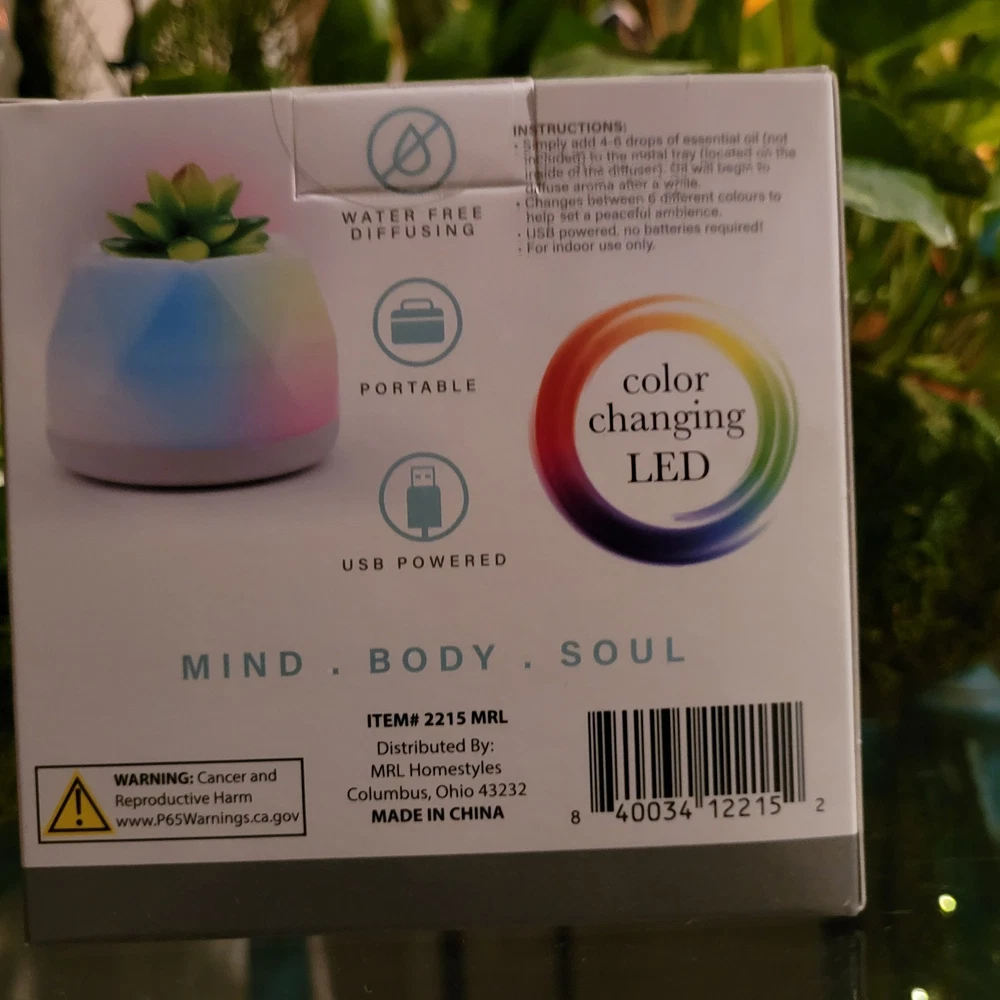 WATER FREE
DIFFUSING
PORTABLE
USB POWERED
INSTRUCTIONS:
• Simply add 4-6 drops of essential oil (not
included) to the metal tray (located on the
inside of the diffuser). Oil will begin to
diffuse aroma after a while.
• Changes between 6 different colours to
help set a peaceful ambience.
• USB powered, no batteries required!
• For indoor use only.
color
changing
LED
MIND . BODY . SOUL
WARNING: Cancer and
Reproductive Harm
www.P65Warnings.ca.gov
ITEM# 2215 MRL
Distributed By:
MRL Homestyles
Columbus, Ohio 43232
MADE IN CHINA
8 40034 12215 2